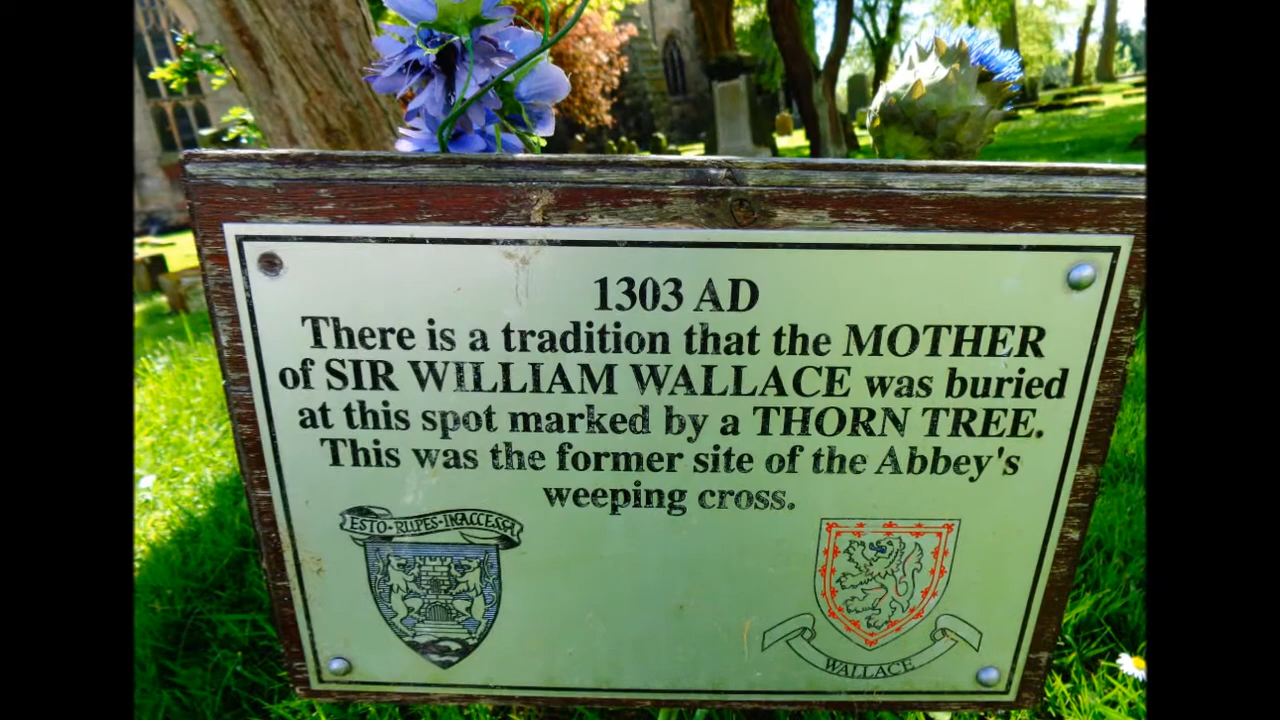 1303 AD
There is a tradition that the MOTHER
of SIR WILLIAM WALLACE was buried
at this spot marked by a THORN TREE.
This was the former site of the Abbey's
weeping cross.
ESTO·RUPES·INACCESSA
WALLACE